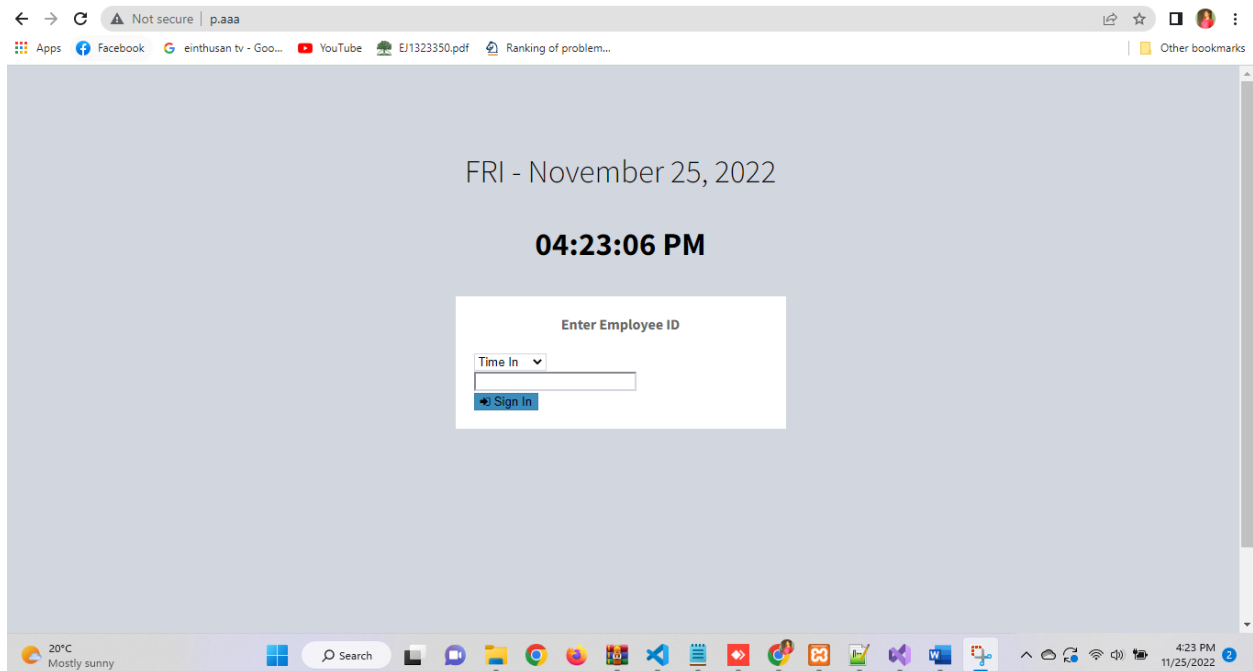 Not secure | p.aaa
Apps Facebook einthusan tv - Goo... YouTube EJ1323350.pdf Ranking of problem... Other bookmarks
FRI - November 25, 2022
04:23:06 PM
Enter Employee ID
Time In
Sign In
20°C
Mostly sunny
Search
4:23 PM
11/25/2022
2